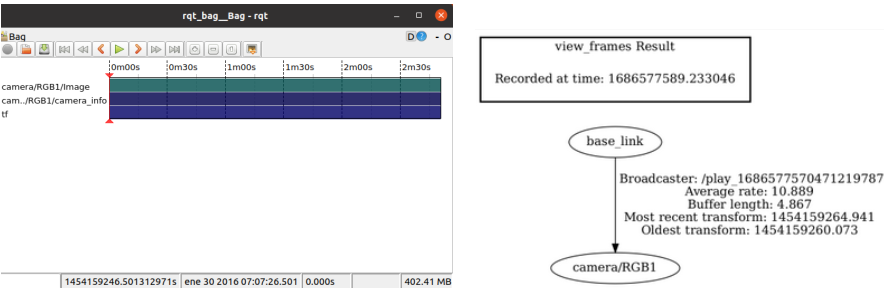 rqt_bag__Bag - rqt
Bag
D
- O
0m00s 0m30s 1m00s 1m30s 2m00s 2m30s
camera/RGB1/Image
cam../RGB1/camera_info
tf
1454159246.501312971s ene 30 2016 07:07:26.501 0.000s 402.41 MB
view_frames Result
Recorded at time: 1686577589.233046
base_link
Broadcaster: /play_1686577570471219787
Average rate: 10.889
Buffer length: 4.867
Most recent transform: 1454159264.941
Oldest transform: 1454159260.073
camera/RGB1